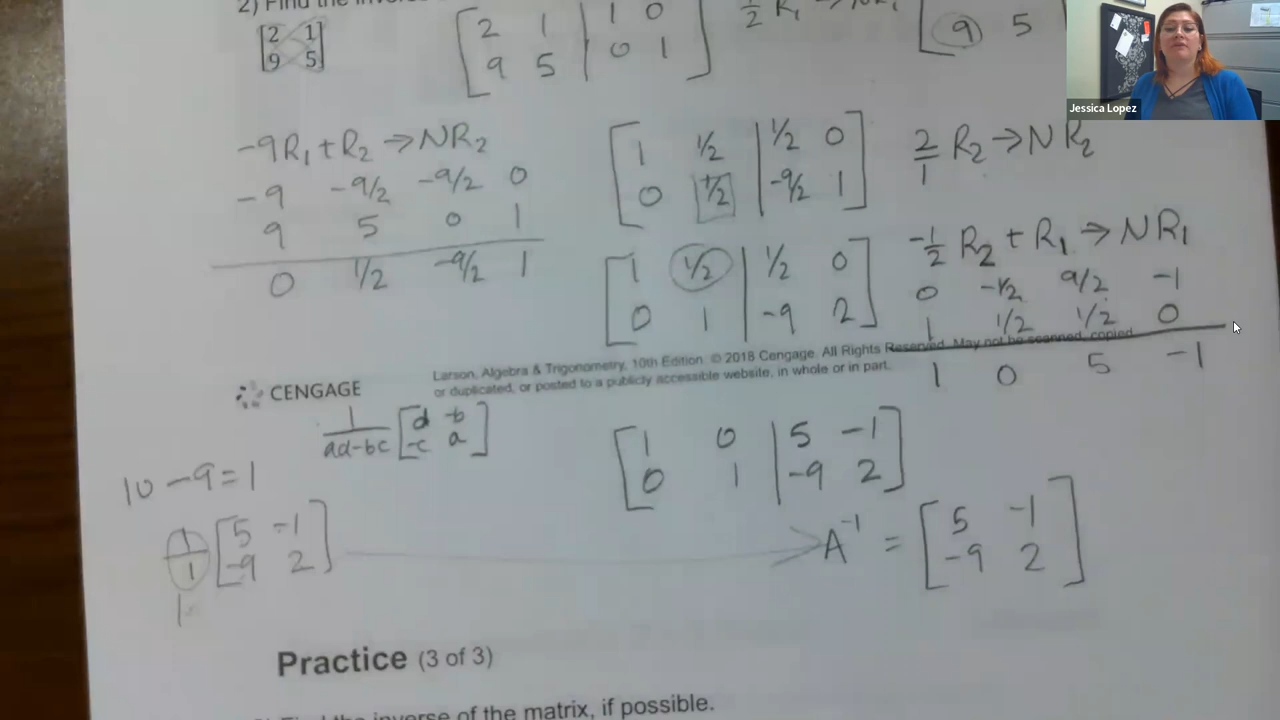 2) Find the inverse
[2 1 | 1 0] 1/2 R1 → NR1
[2 1]
[9 5]
[9 5 | 0 1]
9 5
Jessica Lopez
-9R1 + R2 → NR2
-9 -9/2 -9/2 0
9 5 0 1
0 1/2 -9/2 1
[1 1/2 | 1/2 0]
[0 1/2 | -9/2 1]
2/1 R2 → NR2
[1 1/2 | 1/2 0]
[0 1 | -9 2]
-1/2 R2 + R1 → NR1
0 -1/2 9/2 -1
1 1/2 1/2 0
1 0 5 -1
CENGAGE
Larson, Algebra & Trigonometry, 10th Edition. © 2018 Cengage. All Rights Reserved. May not be scanned, copied
or duplicated, or posted to a publicly accessible website, in whole or in part.
1/(ad-bc) [d -b]
[-c a]
[1 0 | 5 -1]
[0 1 | -9 2]
10 - 9 = 1
1/1 [5 -1]
[-9 2]
1
A⁻¹ = [5 -1]
[-9 2]
Practice (3 of 3)
Find the inverse of the matrix, if possible.